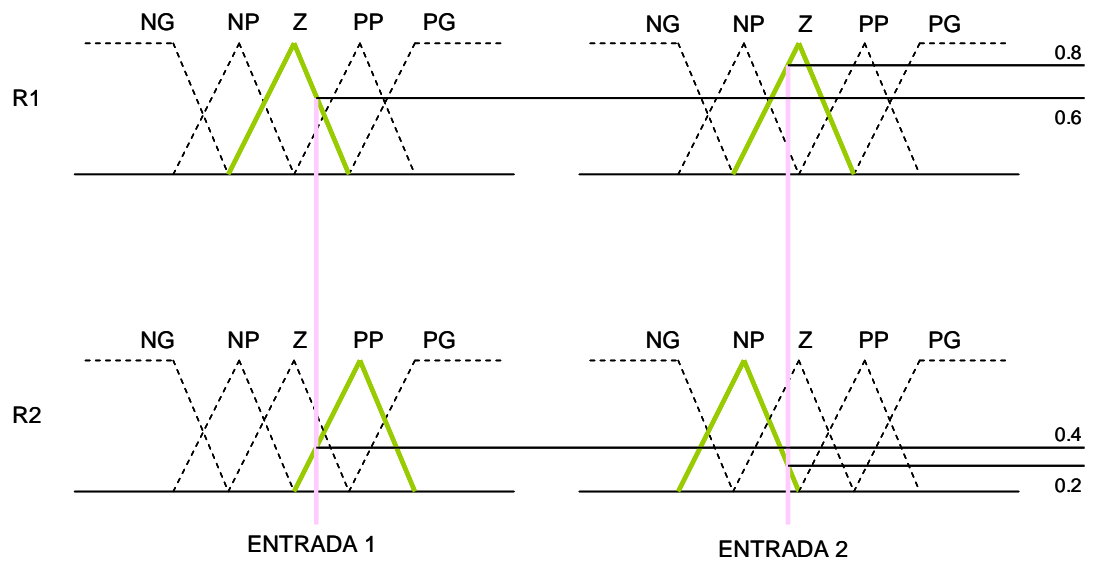 NG NP Z PP PG NG NP Z PP PG
0.8
R1
0.6
NG NP Z PP PG NG NP Z PP PG
R2
0.4
0.2
ENTRADA 1 ENTRADA 2